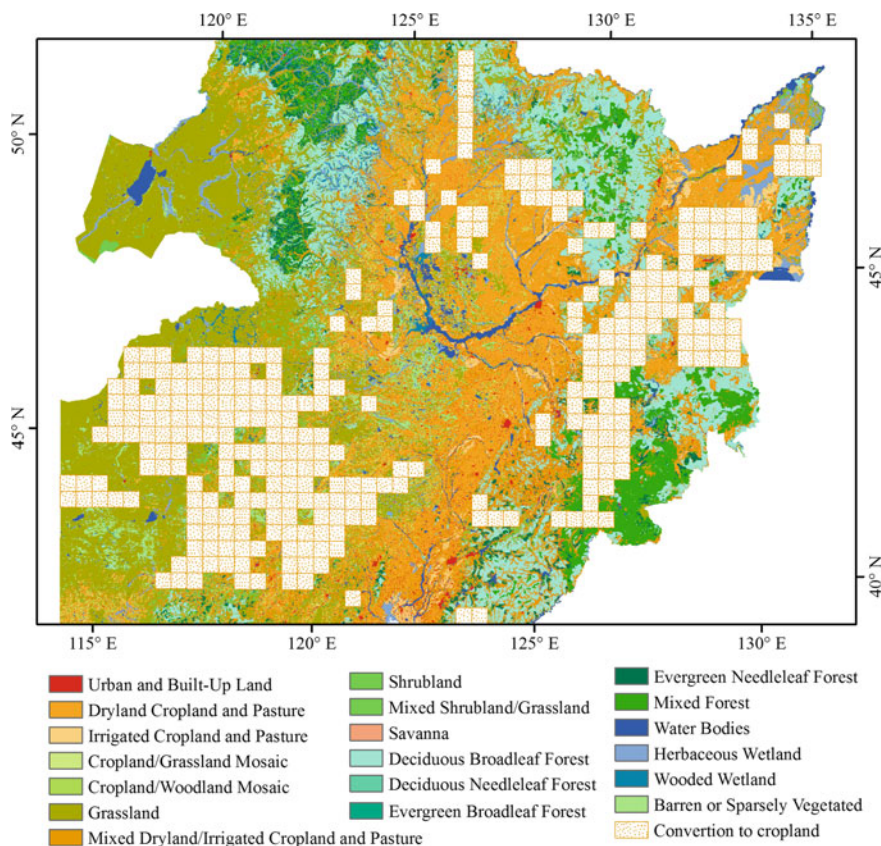 120° E 125° E 130° E 135° E
50° N
45° N
45° N
40° N
115° E 120° E 125° E 130° E
Urban and Built-Up Land
Dryland Cropland and Pasture
Irrigated Cropland and Pasture
Cropland/Grassland Mosaic
Cropland/Woodland Mosaic
Grassland
Mixed Dryland/Irrigated Cropland and Pasture
Shrubland
Mixed Shrubland/Grassland
Savanna
Deciduous Broadleaf Forest
Deciduous Needleleaf Forest
Evergreen Broadleaf Forest
Evergreen Needleleaf Forest
Mixed Forest
Water Bodies
Herbaceous Wetland
Wooded Wetland
Barren or Sparsely Vegetated
Convertion to cropland